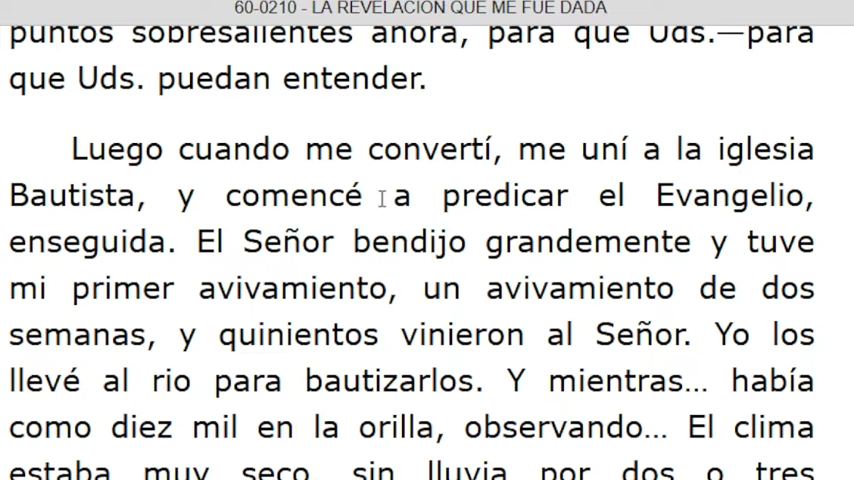 60-0210 - LA REVELACION QUE ME FUE DADA
puntos sobresalientes ahora, para que Uds.—para
que Uds. puedan entender.
Luego cuando me convertí, me uní a la iglesia
Bautista, y comencé a predicar el Evangelio,
enseguida. El Señor bendijo grandemente y tuve
mi primer avivamiento, un avivamiento de dos
semanas, y quinientos vinieron al Señor. Yo los
llevé al rio para bautizarlos. Y mientras… había
como diez mil en la orilla, observando… El clima
estaba muy seco, sin lluvia por dos o tres